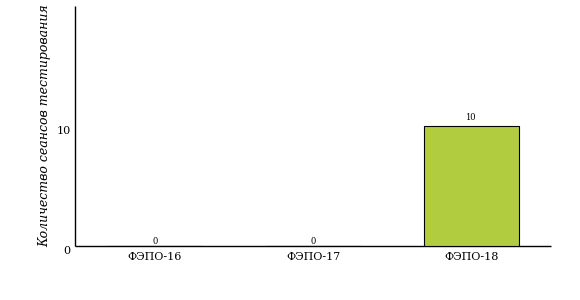 Количество сеансов тестирования
10
10
0
0
0
ФЭПО-16
ФЭПО-17
ФЭПО-18